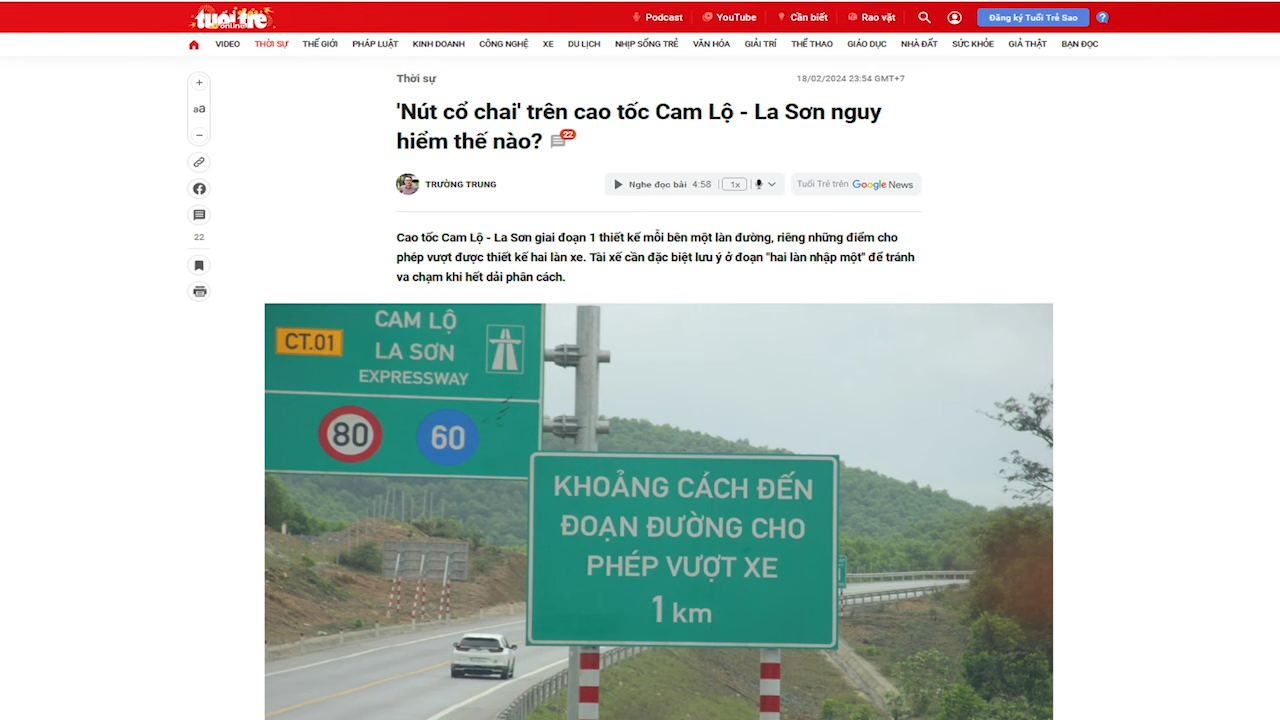 tuổi trẻ
online
Podcast YouTube Cần biết Rao vặt Đăng ký Tuổi Trẻ Sao ?
VIDEO THỜI SỰ THẾ GIỚI PHÁP LUẬT KINH DOANH CÔNG NGHỆ XE DU LỊCH NHỊP SỐNG TRẺ VĂN HÓA GIẢI TRÍ THỂ THAO GIÁO DỤC NHÀ ĐẤT SỨC KHỎE GIẢ THẬT BẠN ĐỌC
+
aa
−
22
Thời sự 18/02/2024 23:54 GMT+7
'Nút cổ chai' trên cao tốc Cam Lộ - La Sơn nguy
hiểm thế nào? 22
TRƯỜNG TRUNG Nghe đọc bài 4:58 1x Tuổi Trẻ trên Google News
Cao tốc Cam Lộ - La Sơn giai đoạn 1 thiết kế mỗi bên một làn đường, riêng những điểm cho
phép vượt được thiết kế hai làn xe. Tài xế cần đặc biệt lưu ý ở đoạn "hai làn nhập một" để tránh
va chạm khi hết dải phân cách.
CT.01
CAM LỘ
LA SƠN
EXPRESSWAY
80 60
KHOẢNG CÁCH ĐẾN
ĐOẠN ĐƯỜNG CHO
PHÉP VƯỢT XE
1 km